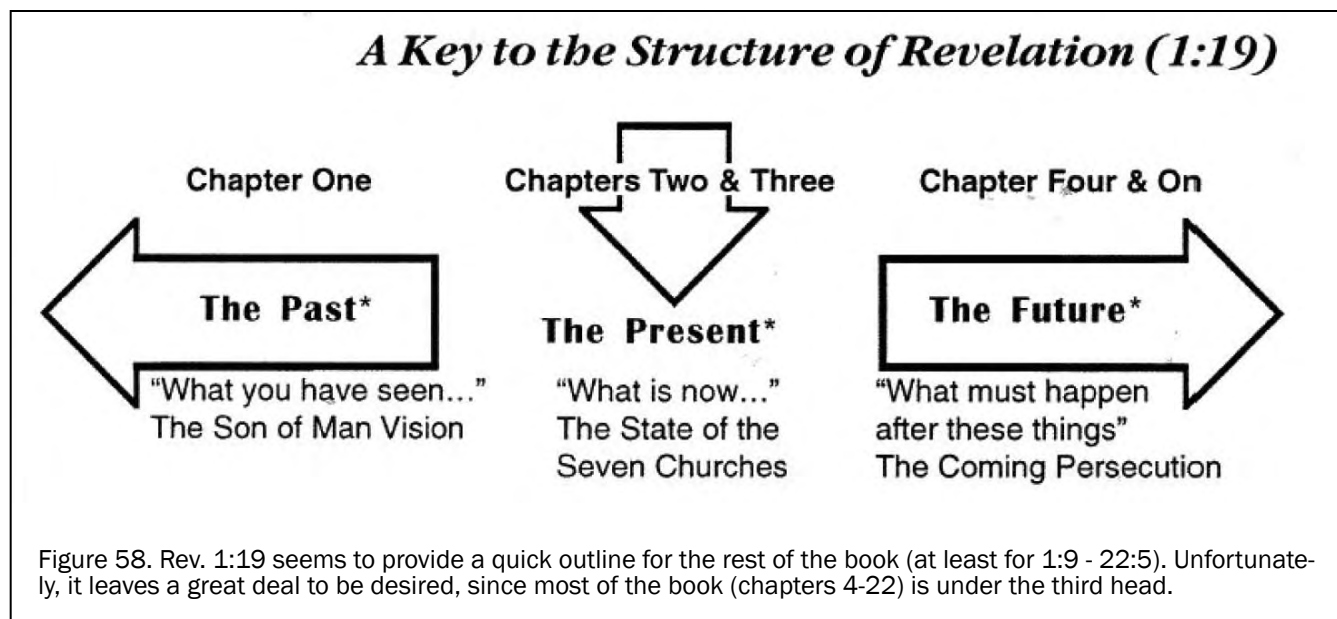 A Key to the Structure of Revelation (1:19)
Chapter One
Chapters Two & Three
Chapter Four & On
The Past*
"What you have seen..."
The Son of Man Vision
The Present*
"What is now..."
The State of the
Seven Churches
The Future*
"What must happen
after these things"
The Coming Persecution
Figure 58. Rev. 1:19 seems to provide a quick outline for the rest of the book (at least for 1:9 - 22:5). Unfortunate-
ly, it leaves a great deal to be desired, since most of the book (chapters 4-22) is under the third head.